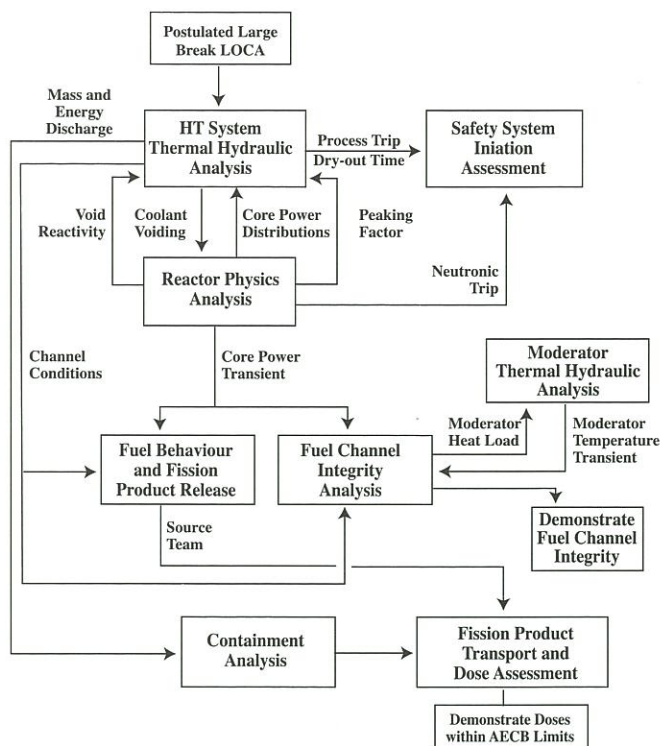 Postulated Large
Break LOCA
Mass and
Energy
Discharge
HT System
Thermal Hydraulic
Analysis
Process Trip
Dry-out Time
Safety System
Iniation
Assessment
Void
Reactivity
Coolant
Voiding
Core Power
Distributions
Peaking
Factor
Reactor Physics
Analysis
Neutronic
Trip
Channel
Conditions
Core Power
Transient
Moderator
Thermal Hydraulic
Analysis
Moderator
Heat Load
Moderator
Temperature
Transient
Fuel Behaviour
and Fission
Product Release
Fuel Channel
Integrity
Analysis
Source
Team
Demonstrate
Fuel Channel
Integrity
Containment
Analysis
Fission Product
Transport and
Dose Assessment
Demonstrate Doses
within AECB Limits